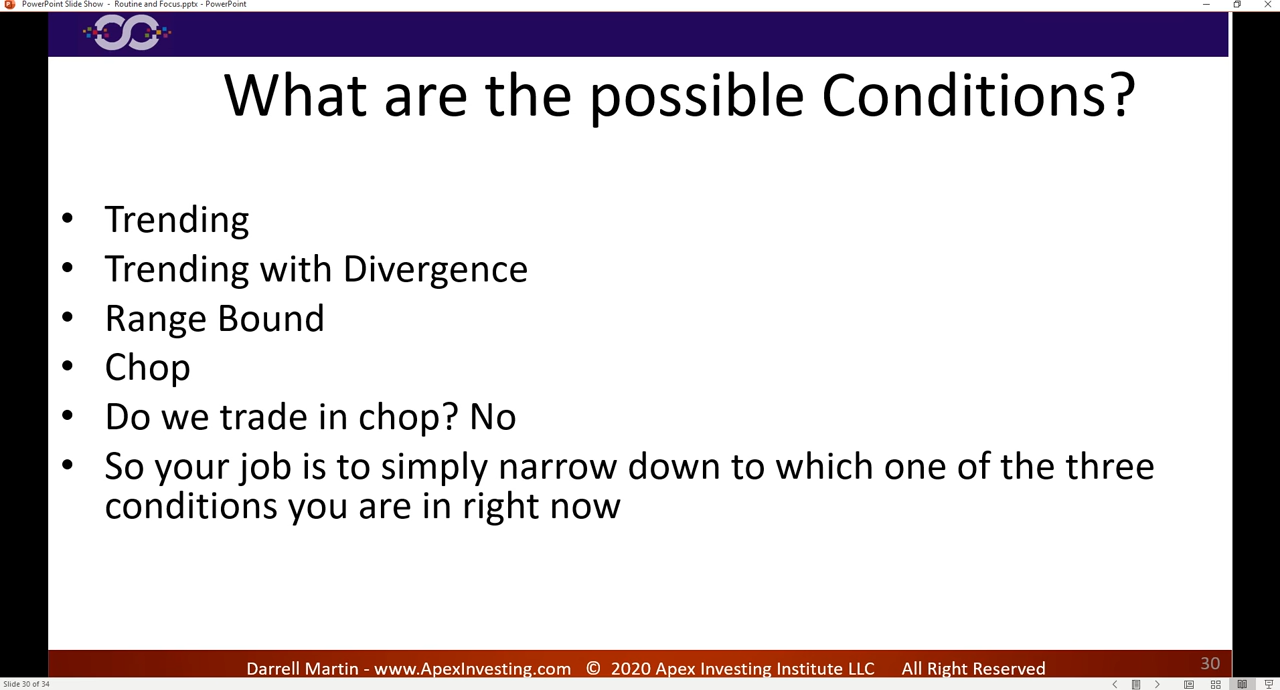 PowerPoint Slide Show - Routine and Focus.pptx - PowerPoint
What are the possible Conditions?
• Trending
• Trending with Divergence
• Range Bound
• Chop
• Do we trade in chop? No
• So your job is to simply narrow down to which one of the three
conditions you are in right now
Darrell Martin - www.ApexInvesting.com © 2020 Apex Investing Institute LLC All Right Reserved
30
Slide 30 of 34